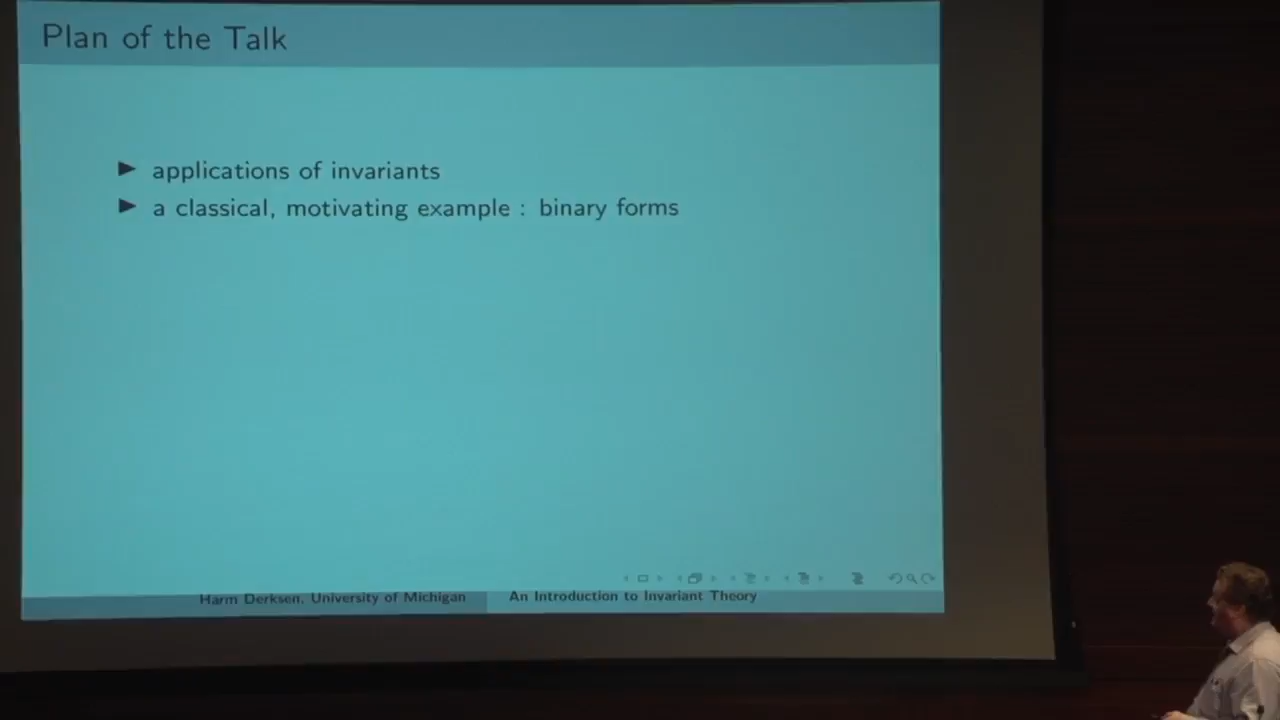 Plan of the Talk
▶ applications of invariants
▶ a classical, motivating example : binary forms
Harm Derksen, University of Michigan An Introduction to Invariant Theory